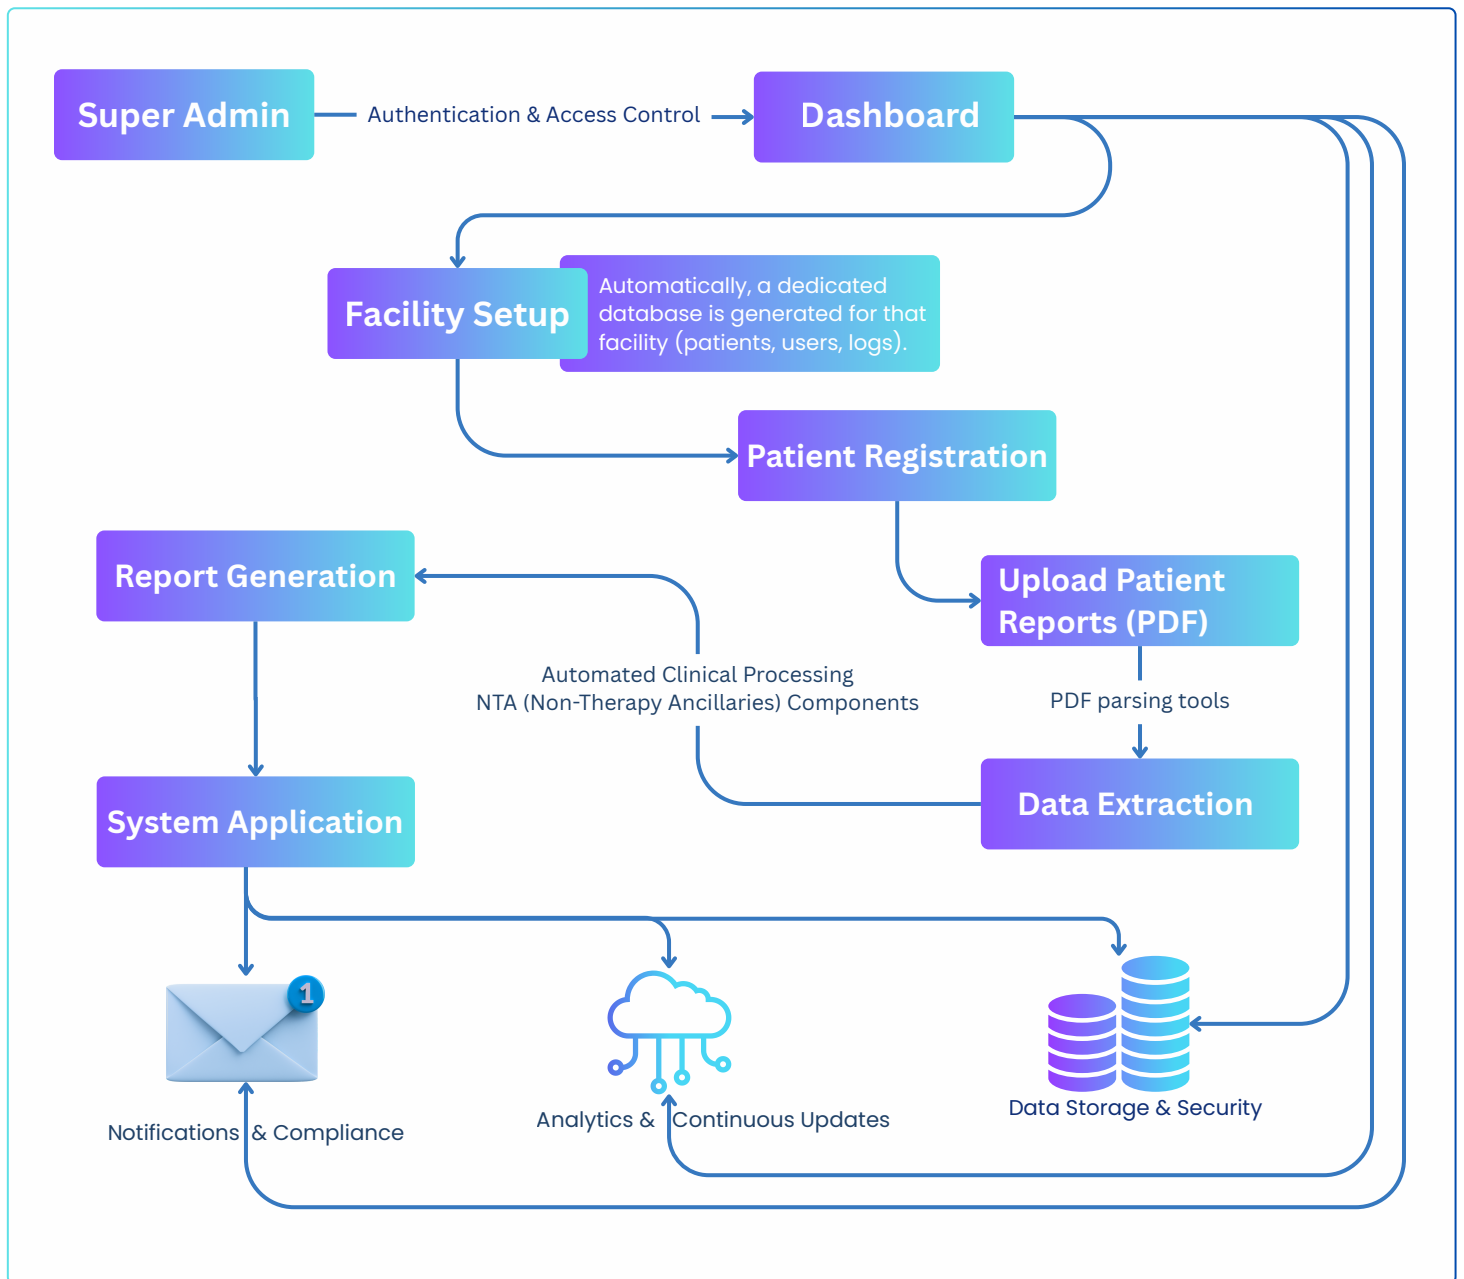 Super Admin
Authentication & Access Control
Dashboard
Facility Setup
Automatically, a dedicated
database is generated for that
facility (patients, users, logs).
Patient Registration
Report Generation
Upload Patient
Reports (PDF)
Automated Clinical Processing
NTA (Non-Therapy Ancillaries) Components
PDF parsing tools
System Application
Data Extraction
1
Notifications & Compliance
Analytics & Continuous Updates
Data Storage & Security